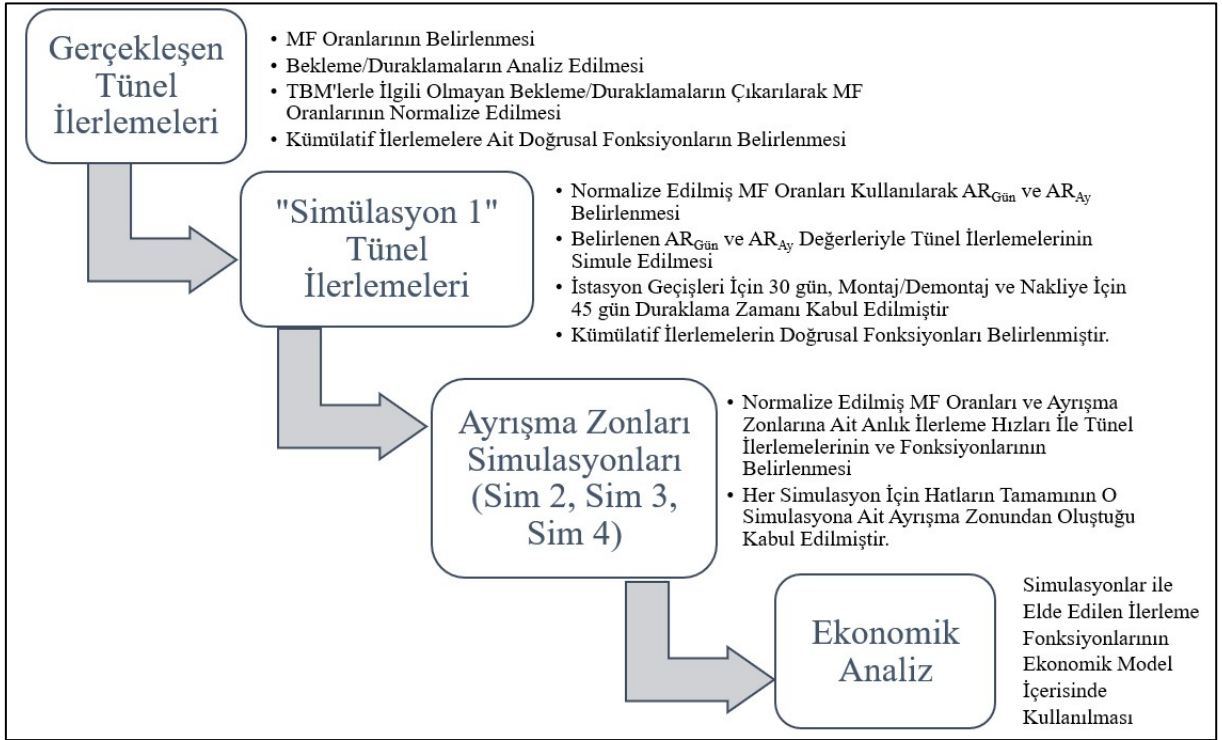 Gerçekleşen
Tünel
İlerlemeleri
• MF Oranlarının Belirlenmesi
• Bekleme/Duraklamaların Analiz Edilmesi
• TBM'lerle İlgili Olmayan Bekleme/Duraklamaların Çıkarılarak MF
Oranlarının Normalize Edilmesi
• Kümülatif İlerlemelere Ait Doğrusal Fonksiyonların Belirlenmesi
"Simülasyon 1"
Tünel
İlerlemeleri
• Normalize Edilmiş MF Oranları Kullanılarak AR_Gün ve AR_Ay
Belirlenmesi
• Belirlenen AR_Gün ve AR_Ay Değerleriyle Tünel İlerlemelerinin
Simule Edilmesi
• İstasyon Geçişleri İçin 30 gün, Montaj/Demontaj ve Nakliye İçin
45 gün Duraklama Zamanı Kabul Edilmiştir
• Kümülatif İlerlemelerin Doğrusal Fonksiyonları Belirlenmiştir.
Ayrışma Zonları
Simulasyonları
(Sim 2, Sim 3,
Sim 4)
• Normalize Edilmiş MF Oranları ve Ayrışma
Zonlarına Ait Anlık İlerleme Hızları İle Tünel
İlerlemelerinin ve Fonksiyonlarının
Belirlenmesi
• Her Simulasyon İçin Hatların Tamamının O
Simulasyona Ait Ayrışma Zonundan Oluştuğu
Kabul Edilmiştir.
Ekonomik
Analiz
Simulasyonlar ile
Elde Edilen İlerleme
Fonksiyonlarının
Ekonomik Model
İçerisinde
Kullanılması